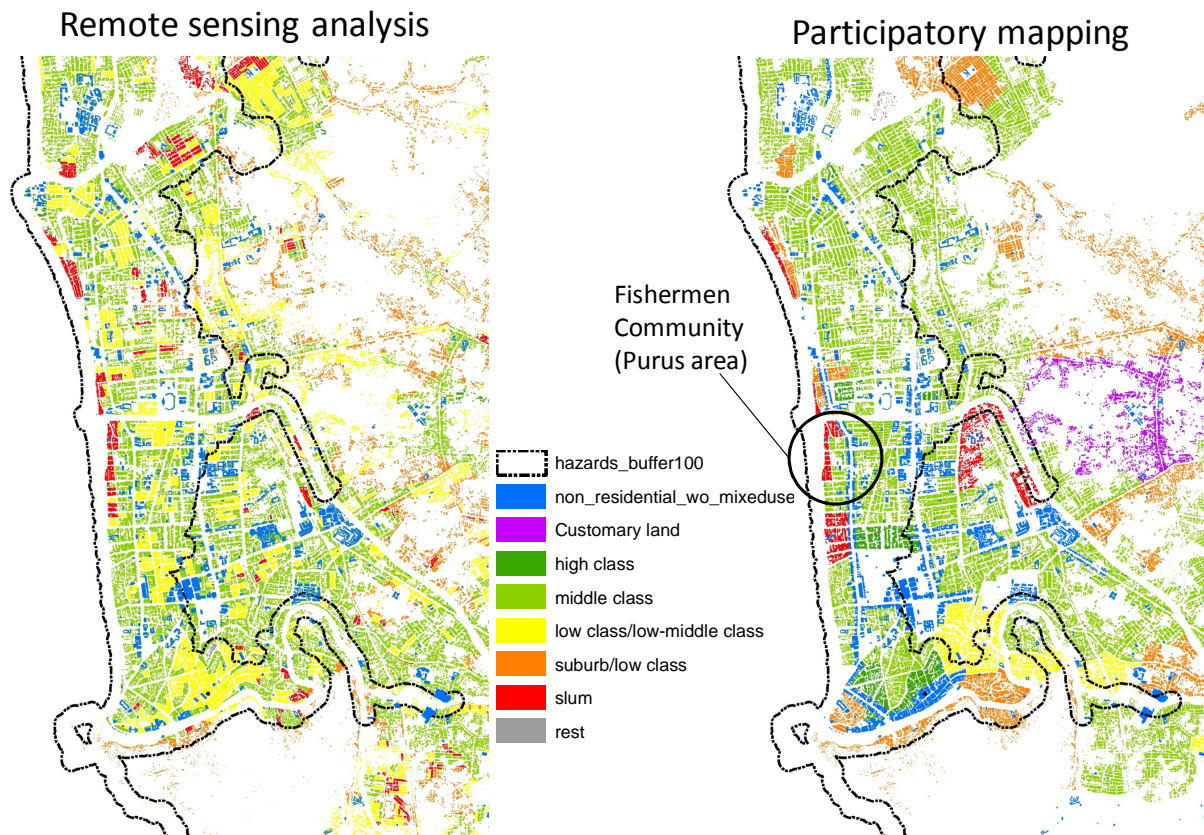 Remote sensing analysis
Participatory mapping
Fishermen
Community
(Purus area)
hazards_buffer100
non_residential_wo_mixeduse
Customary land
high class
middle class
low class/low-middle class
suburb/low class
slum
rest